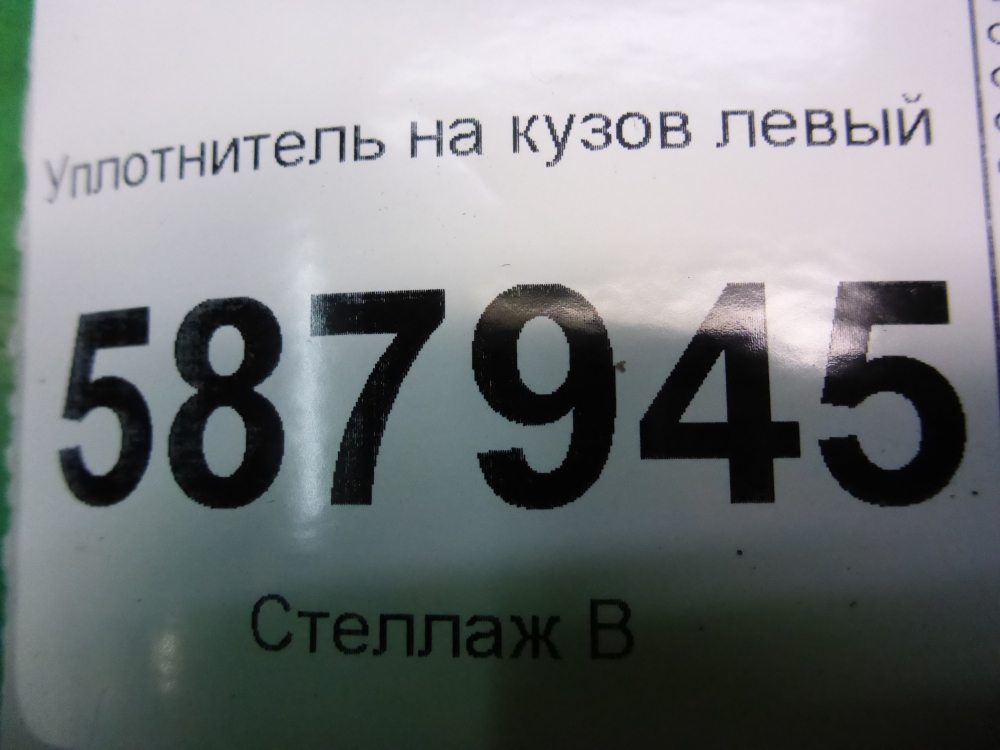 Уплотнитель на кузов левый
587945
Стеллаж В